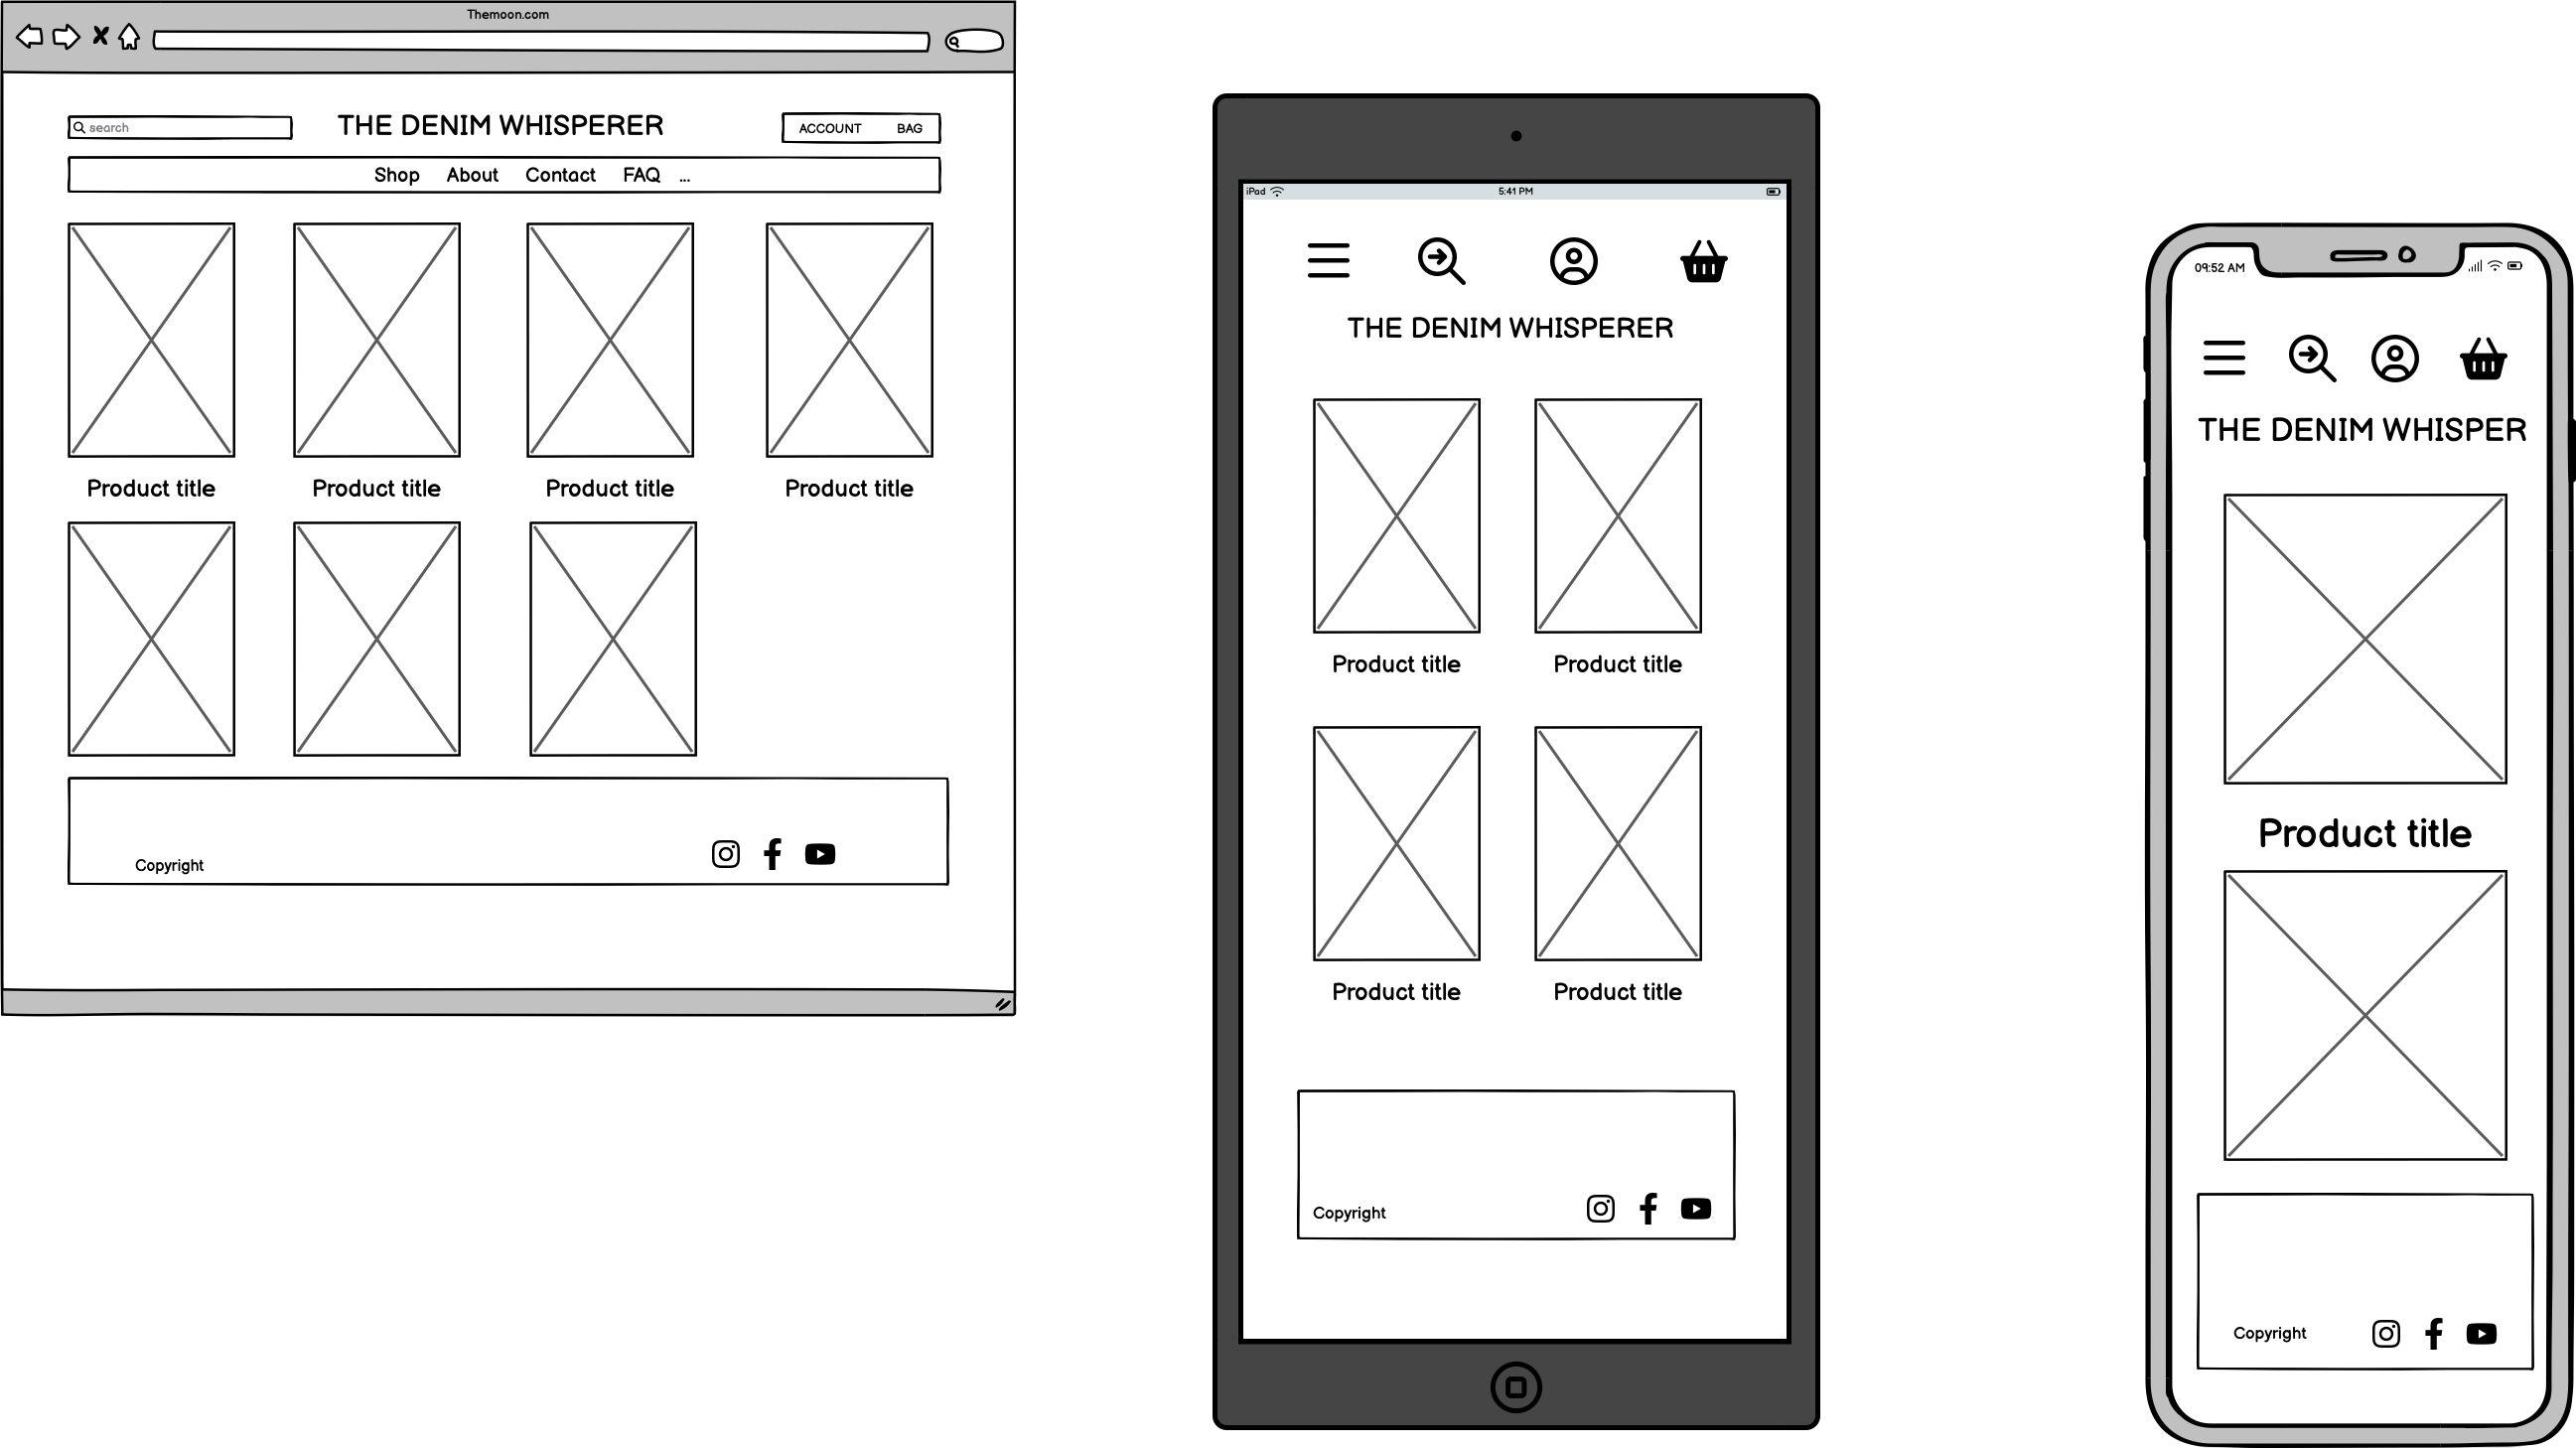 Themoon.com
search
THE DENIM WHISPERER
ACCOUNT BAG
Shop About Contact FAQ ...
Product title Product title Product title Product title
Copyright
iPad 5:41 PM
THE DENIM WHISPERER
Product title Product title
Product title Product title
Copyright
09:52 AM
THE DENIM WHISPER
Product title
Copyright